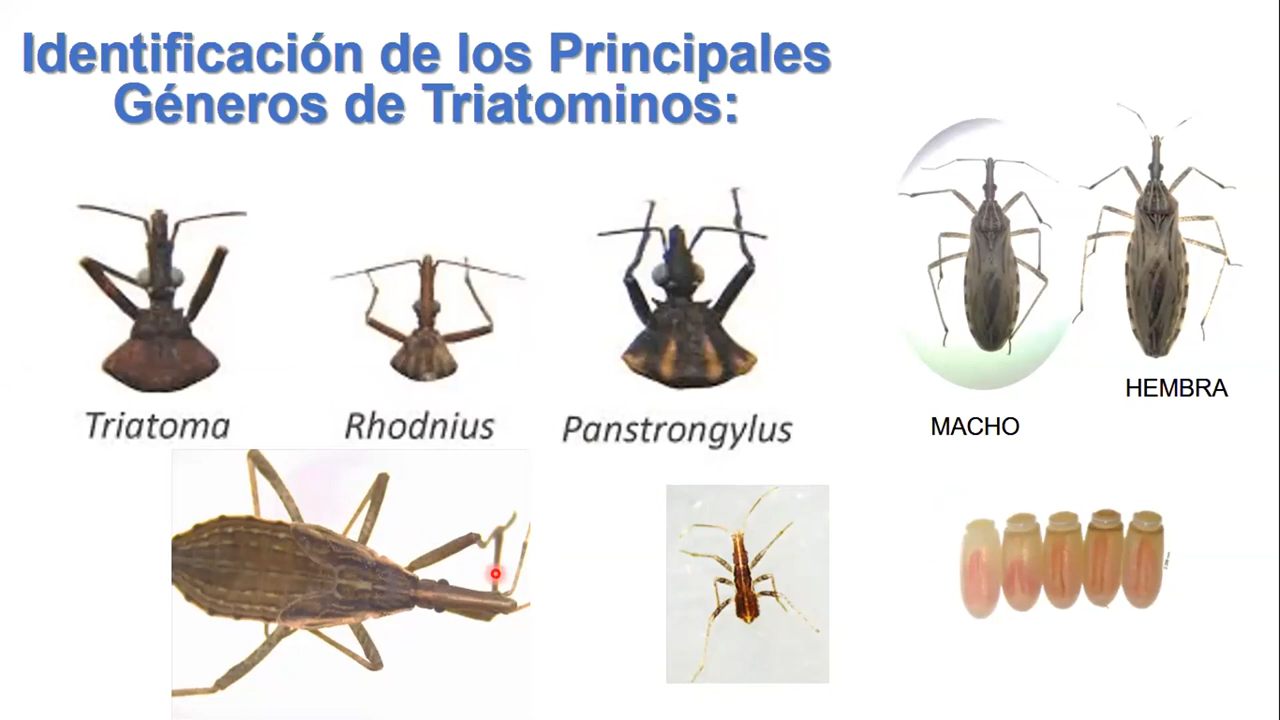 Identificación de los Principales
Géneros de Triatominos:
Triatoma
Rhodnius
Panstrongylus
MACHO
HEMBRA